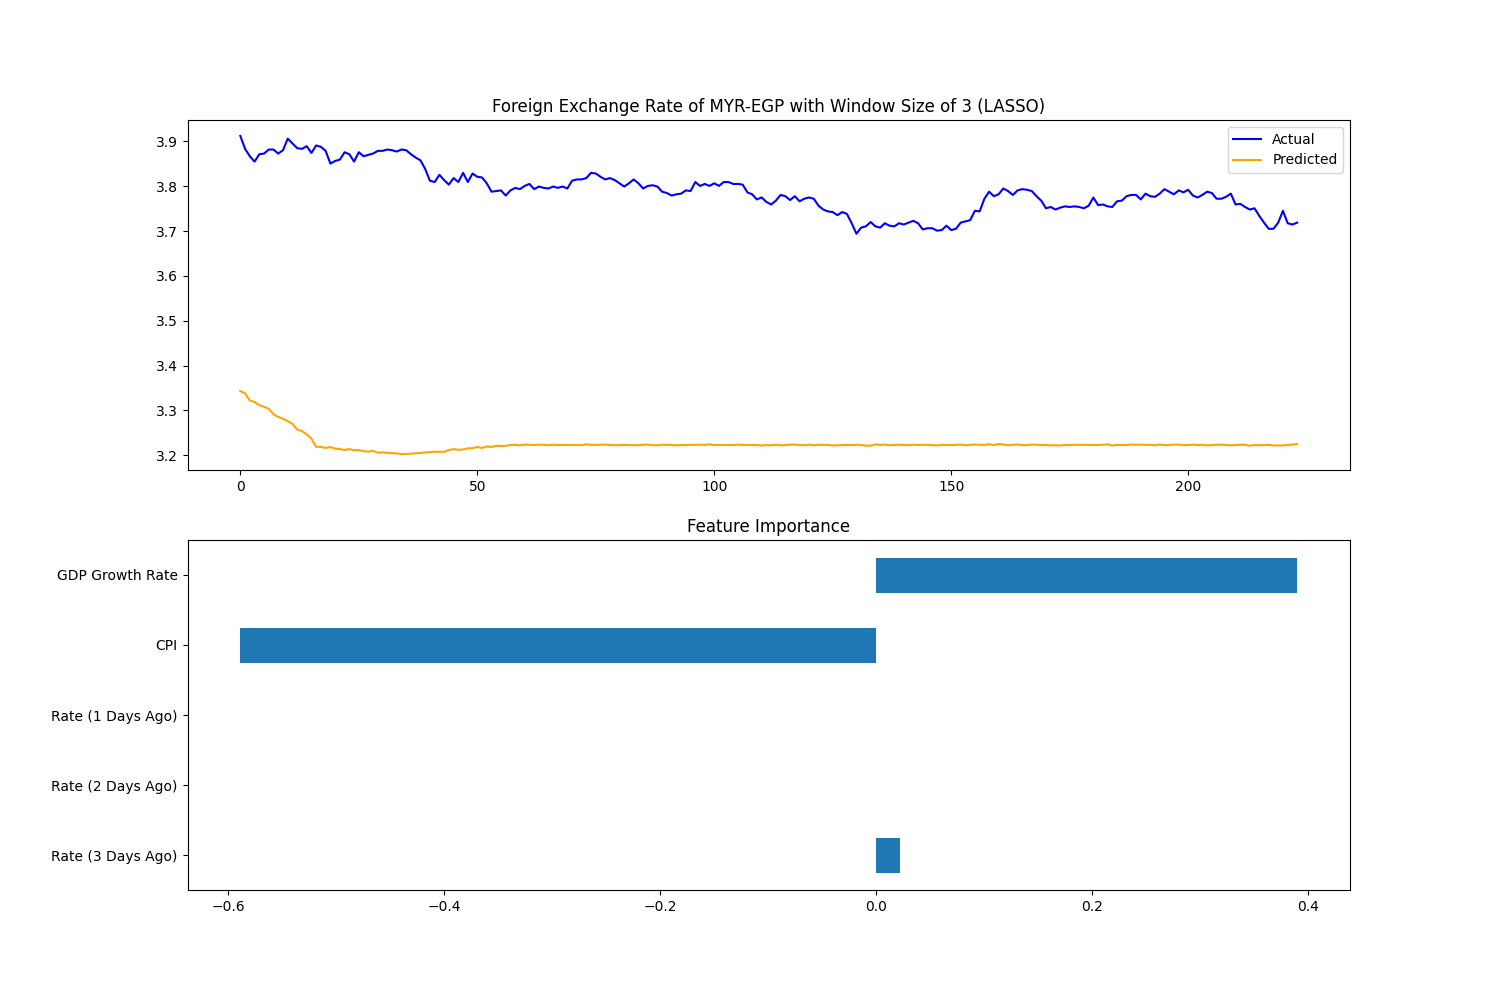 Foreign Exchange Rate of MYR-EGP with Window Size of 3 (LASSO)
Actual
Predicted
3.9
3.8
3.7
3.6
3.5
3.4
3.3
3.2
0
50
100
150
200
Feature Importance
GDP Growth Rate
CPI
Rate (1 Days Ago)
Rate (2 Days Ago)
Rate (3 Days Ago)
−0.6
−0.4
−0.2
0.0
0.2
0.4